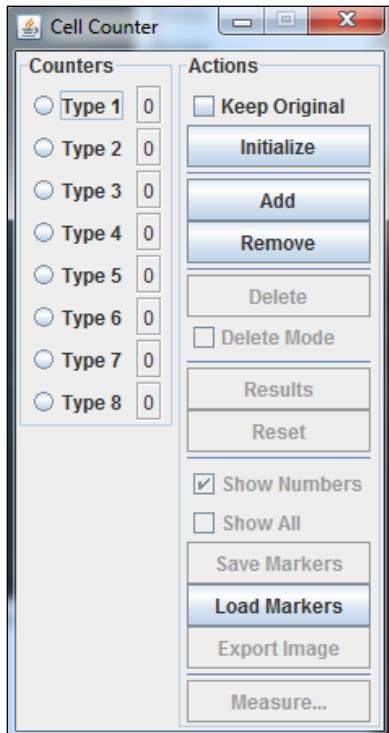 Cell Counter
Counters
Type 1 0
Type 2 0
Type 3 0
Type 4 0
Type 5 0
Type 6 0
Type 7 0
Type 8 0
Actions
Keep Original
Initialize
Add
Remove
Delete
Delete Mode
Results
Reset
Show Numbers
Show All
Save Markers
Load Markers
Export Image
Measure...